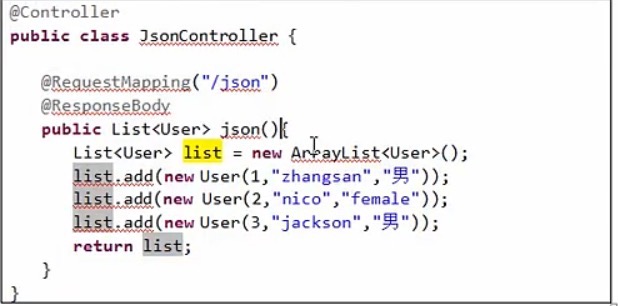 @Controller
public class JsonController {
@RequestMapping("/json")
@ResponseBody
public List<User> json(){
List<User> list = new ArrayList<User>();
list.add(new User(1,"zhangsan","男"));
list.add(new User(2,"nico","female"));
list.add(new User(3,"jackson","男"));
return list;
}
}